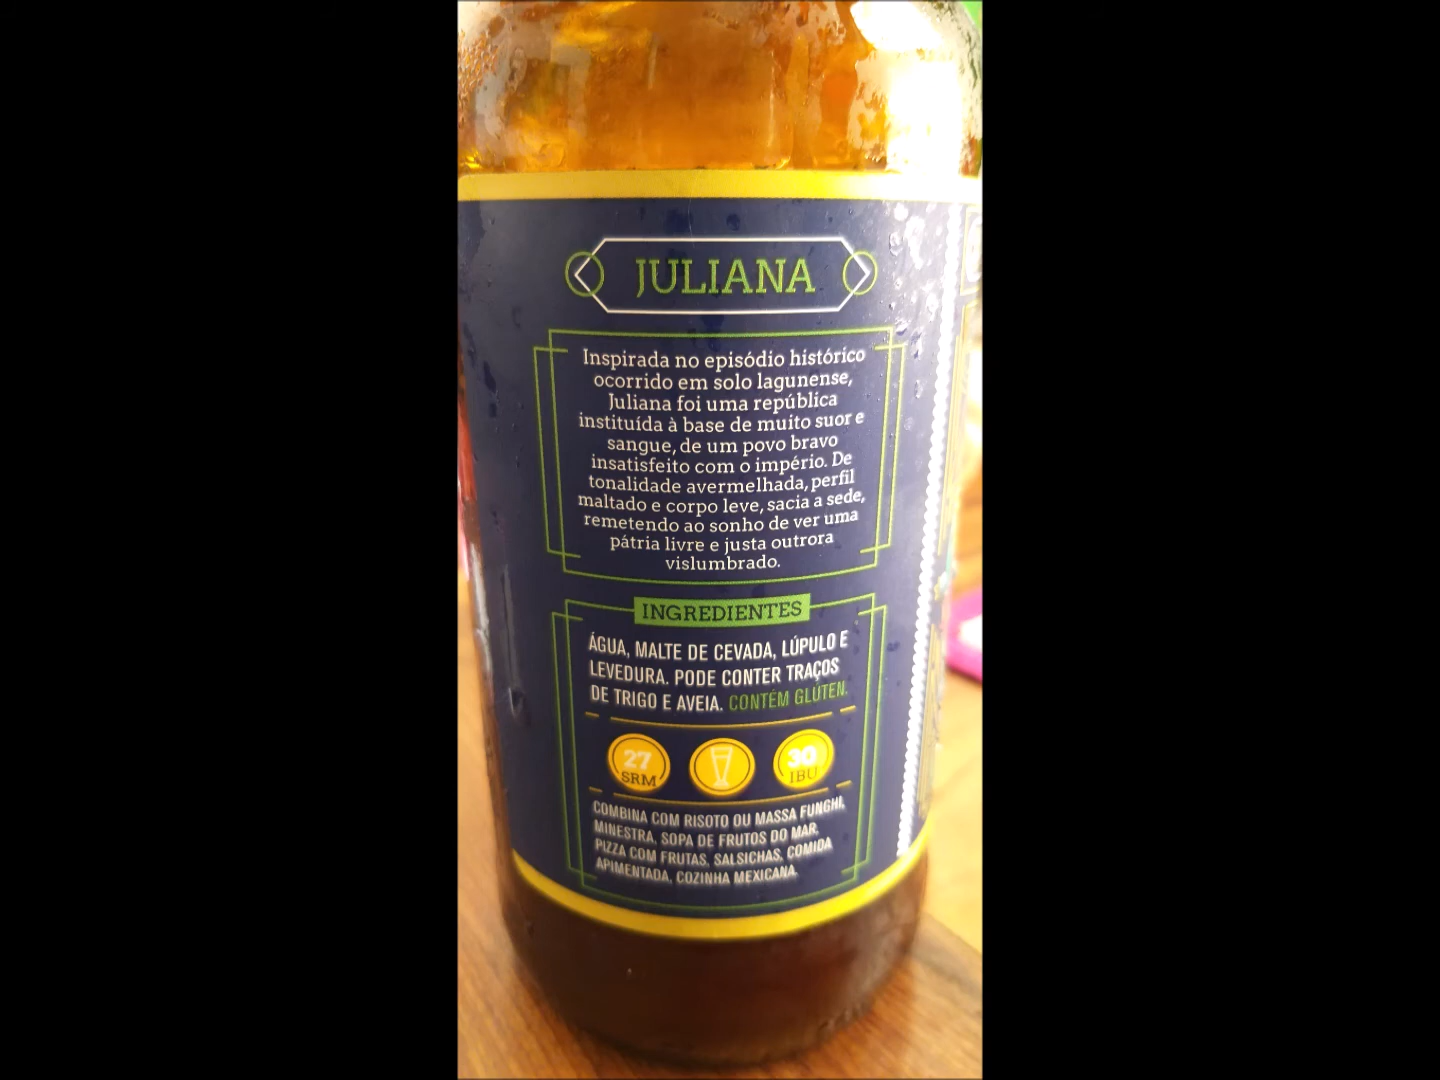 JULIANA
Inspirada no episódio histórico
ocorrido em solo lagunense,
Juliana foi uma república
instituída à base de muito suor e
sangue, de um povo bravo
insatisfeito com o império. De
tonalidade avermelhada, perfil
maltado e corpo leve, sacia a sede,
remetendo ao sonho de ver uma
pátria livre e justa outrora
vislumbrado.
INGREDIENTES
ÁGUA, MALTE DE CEVADA, LÚPULO E
LEVEDURA. PODE CONTER TRAÇOS
DE TRIGO E AVEIA. CONTÉM GLÚTEN.
27 30
SRM IBU
COMBINA COM RISOTO OU MASSA FUNGHI,
MINESTRA, SOPA DE FRUTOS DO MAR,
PIZZA COM FRUTAS, SALSICHAS, COMIDA
APIMENTADA, COZINHA MEXICANA.